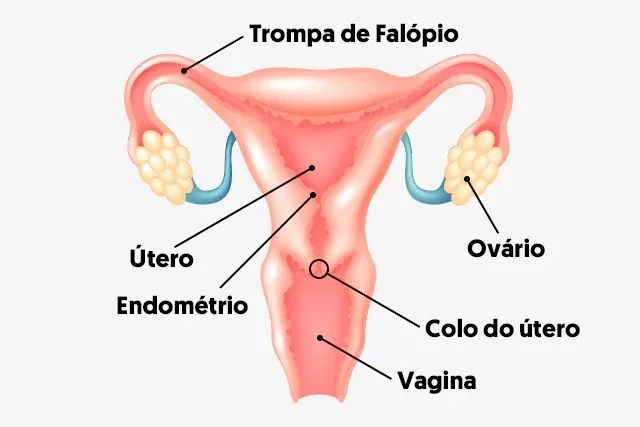 Trompa de Falópio
Ovário
Útero
Endométrio
Colo do útero
Vagina